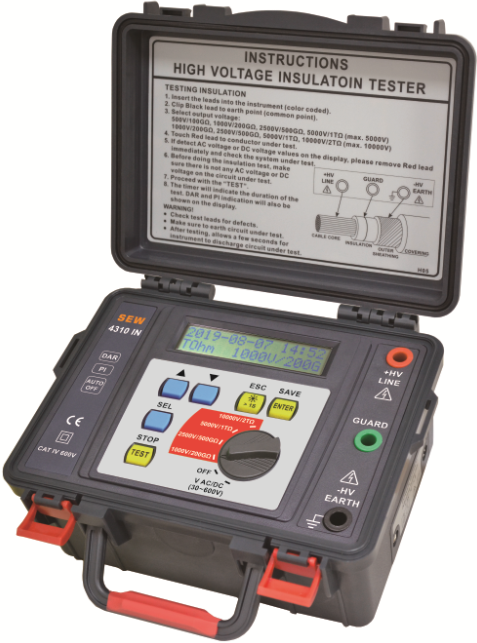 INSTRUCTIONS
HIGH VOLTAGE INSULATOIN TESTER
TESTING INSULATION
1. Insert the leads into the instrument (color coded).
2. Clip Black lead to earth point (common point).
3. Select output voltage:
500V/100GΩ, 1000V/200GΩ, 2500V/500GΩ, 5000V/1TΩ (max. 5000V)
1000V/200GΩ, 2500V/500GΩ, 5000V/1TΩ, 10000V/2TΩ (max. 10000V)
4. Touch Red lead to conductor under test.
5. If detect AC voltage or DC voltage values on the display, please remove Red lead
immediately and check the system under test.
6. Before doing the insulation test, make
sure there is not any AC voltage or DC
voltage on the circuit under test.
7. Proceed with the "TEST".
8. The timer will indicate the duration of the
test. DAR and PI indication will also be
shown on the display.
WARNING!
• Check test leads for defects.
• Make sure to earth circuit under test.
• After testing, allows a few seconds for
instrument to discharge circuit under test.
+HV
LINE
GUARD
-HV
EARTH
CABLE CORE
INSULATION
OUTER
SHEATHING
COVERING
SEW
4310 IN
2019-08-07 14:52
TOhm 1000v/200G
DAR
PI
AUTO
OFF
CE
CAT IV 600V
▲
▼
ESC
SAVE
ENTER
SEL
STOP
TEST
10000V/2TΩ
5000V/1TΩ
2500V/500GΩ
1000V/200GΩ
OFF
V AC/DC
(30~600V)
+HV
LINE
GUARD
-HV
EARTH